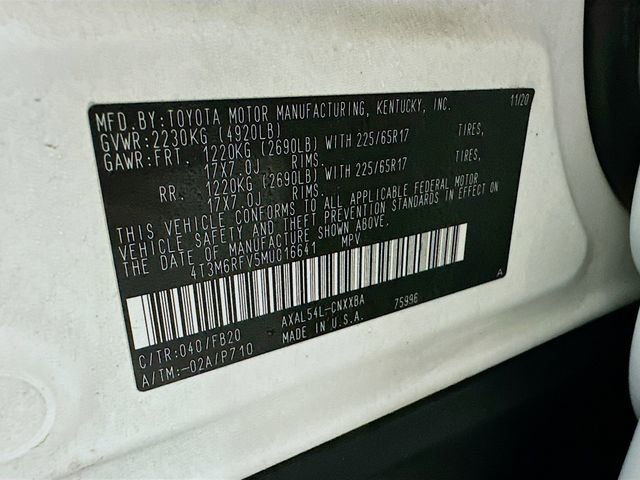 MFD.BY:TOYOTA MOTOR MANUFACTURING, KENTUCKY, INC. 11/20
GVWR:2230KG (4920LB)
GAWR:FRT. 1220KG (2690LB) WITH 225/65R17 TIRES,
17X7.0J RIMS.
RR. 1220KG (2690LB) WITH 225/65R17 TIRES,
17X7.0J RIMS.
THIS VEHICLE CONFORMS TO ALL APPLICABLE FEDERAL MOTOR
VEHICLE SAFETY AND THEFT PREVENTION STANDARDS IN EFFECT
ON THE DATE OF MANUFACTURE SHOWN ABOVE.
4T3M6RFV5MU016641 MPV
A
C/TR:040/FB20 AXAL54L-CNXXBA 75996
A/TM:-02A/P710 MADE IN U.S.A.